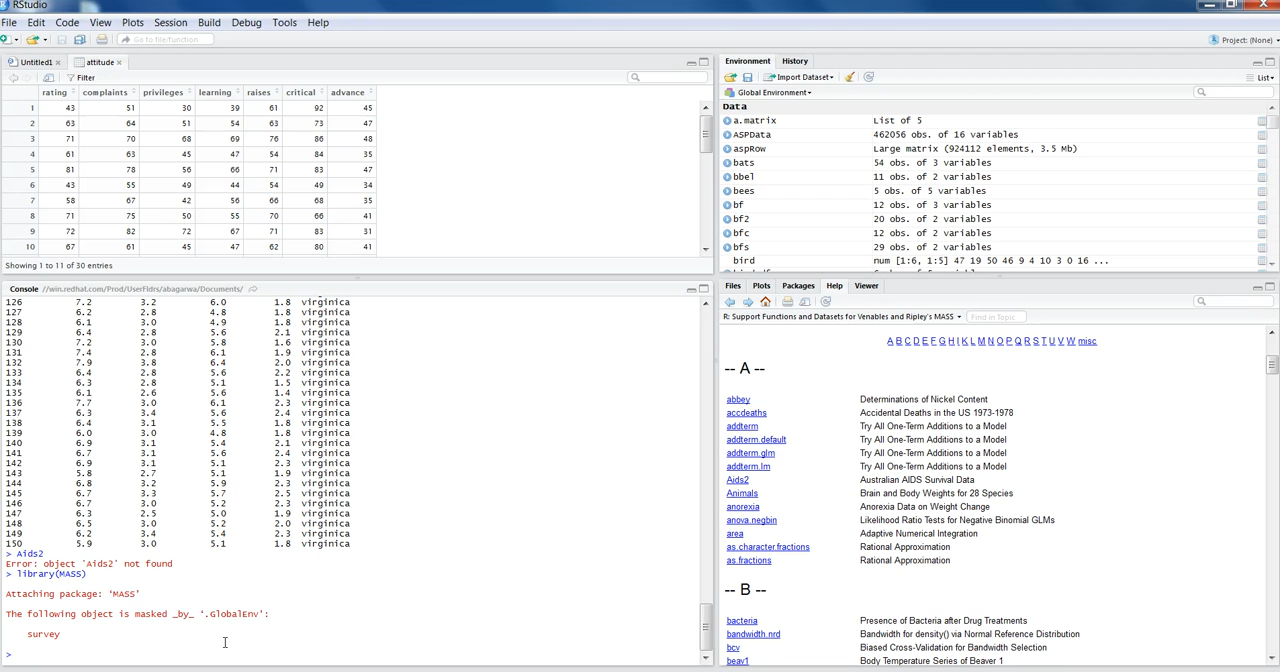 RStudio
File Edit Code View Plots Session Build Debug Tools Help
Go to file/function
Project: (None)
Untitled1 attitude
Filter
rating complaints privileges learning raises critical advance
1 43 51 30 39 61 92 45
2 63 64 51 54 63 73 47
3 71 70 68 69 76 86 48
4 61 63 45 47 54 84 35
5 81 78 56 66 71 83 47
6 43 55 49 44 54 49 34
7 58 67 42 56 66 68 35
8 71 75 50 55 70 66 41
9 72 82 72 67 71 83 31
10 67 61 45 47 62 80 41
Showing 1 to 11 of 30 entries
Console //win.redhat.com/Prod/UserFldrs/abagarwa/Documents/
126 7.2 3.2 6.0 1.8 virginica
127 6.2 2.8 4.8 1.8 virginica
128 6.1 3.0 4.9 1.8 virginica
129 6.4 2.8 5.6 2.1 virginica
130 7.2 3.0 5.8 1.6 virginica
131 7.4 2.8 6.1 1.9 virginica
132 7.9 3.8 6.4 2.0 virginica
133 6.4 2.8 5.6 2.2 virginica
134 6.3 2.8 5.1 1.5 virginica
135 6.1 2.6 5.6 1.4 virginica
136 7.7 3.0 6.1 2.3 virginica
137 6.3 3.4 5.6 2.4 virginica
138 6.4 3.1 5.5 1.8 virginica
139 6.0 3.0 4.8 1.8 virginica
140 6.9 3.1 5.4 2.1 virginica
141 6.7 3.1 5.6 2.4 virginica
142 6.9 3.1 5.1 2.3 virginica
143 5.8 2.7 5.1 1.9 virginica
144 6.8 3.2 5.9 2.3 virginica
145 6.7 3.3 5.7 2.5 virginica
146 6.7 3.0 5.2 2.3 virginica
147 6.3 2.5 5.0 1.9 virginica
148 6.5 3.0 5.2 2.0 virginica
149 6.2 3.4 5.4 2.3 virginica
150 5.9 3.0 5.1 1.8 virginica
> Aids2
Error: object 'Aids2' not found
> library(MASS)
Attaching package: ‘MASS’
The following object is masked _by_ ‘.GlobalEnv’:
survey
>
Environment History
Import Dataset List
Global Environment
Data
a.matrix List of 5
ASPData 462056 obs. of 16 variables
aspRow Large matrix (924112 elements, 3.5 Mb)
bats 54 obs. of 3 variables
bbel 11 obs. of 2 variables
bees 5 obs. of 5 variables
bf 12 obs. of 3 variables
bf2 20 obs. of 2 variables
bfc 12 obs. of 2 variables
bfs 29 obs. of 2 variables
bird num [1:6, 1:5] 47 19 50 46 9 4 10 3 0 16 ...
Files Plots Packages Help Viewer
R: Support Functions and Datasets for Venables and Ripley's MASS Find in Topic
A B C D E F G H I K L M N O P Q R S T U V W misc
-- A --
abbey Determinations of Nickel Content
accdeaths Accidental Deaths in the US 1973-1978
addterm Try All One-Term Additions to a Model
addterm.default Try All One-Term Additions to a Model
addterm.glm Try All One-Term Additions to a Model
addterm.lm Try All One-Term Additions to a Model
Aids2 Australian AIDS Survival Data
Animals Brain and Body Weights for 28 Species
anorexia Anorexia Data on Weight Change
anova.negbin Likelihood Ratio Tests for Negative Binomial GLMs
area Adaptive Numerical Integration
as.character.fractions Rational Approximation
as.fractions Rational Approximation
-- B --
bacteria Presence of Bacteria after Drug Treatments
bandwidth.nrd Bandwidth for density() via Normal Reference Distribution
bcv Biased Cross-Validation for Bandwidth Selection
beav1 Body Temperature Series of Beaver 1